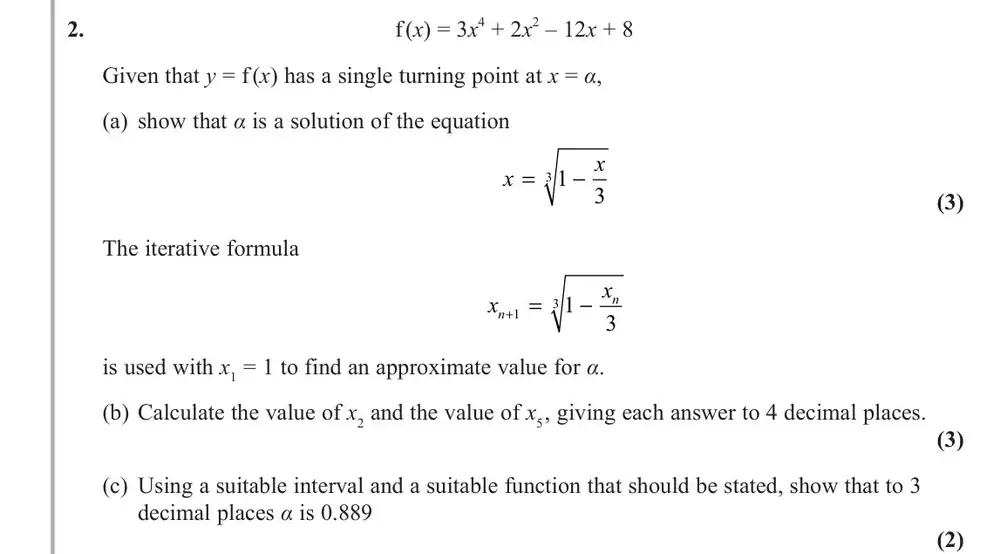 2. f(x) = 3x⁴ + 2x² – 12x + 8
Given that y = f(x) has a single turning point at x = α,
(a) show that α is a solution of the equation
x = ∛(1 − x/3)
(3)
The iterative formula
xₙ₊₁ = ∛(1 − xₙ/3)
is used with x₁ = 1 to find an approximate value for α.
(b) Calculate the value of x₂ and the value of x₅, giving each answer to 4 decimal places.
(3)
(c) Using a suitable interval and a suitable function that should be stated, show that to 3
decimal places α is 0.889
(2)